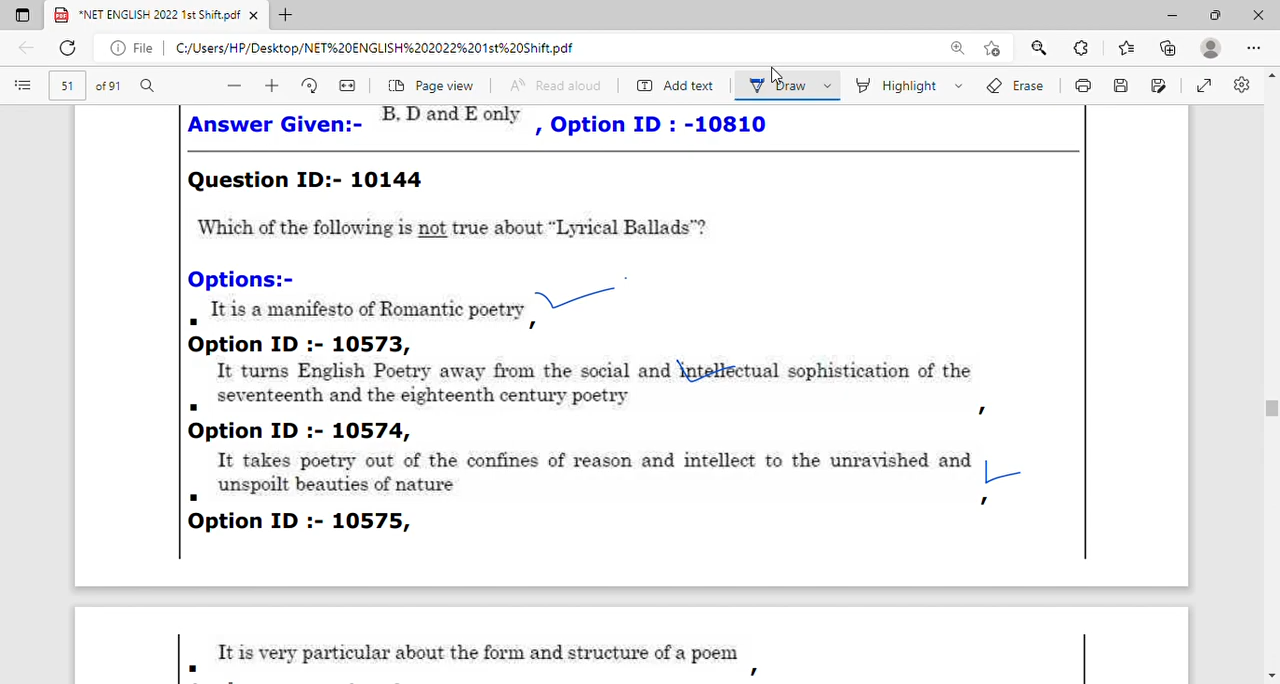 *NET ENGLISH 2022 1st Shift.pdf
File C:/Users/HP/Desktop/NET%20ENGLISH%202022%201st%20Shift.pdf
51 of 91 Page view Read aloud Add text Draw Highlight Erase
Answer Given:- B, D and E only , Option ID : -10810
Question ID:- 10144
Which of the following is not true about “Lyrical Ballads”?
Options:-
It is a manifesto of Romantic poetry ,
Option ID :- 10573,
It turns English Poetry away from the social and intellectual sophistication of the
seventeenth and the eighteenth century poetry ,
Option ID :- 10574,
It takes poetry out of the confines of reason and intellect to the unravished and
unspoilt beauties of nature ,
Option ID :- 10575,
It is very particular about the form and structure of a poem ,